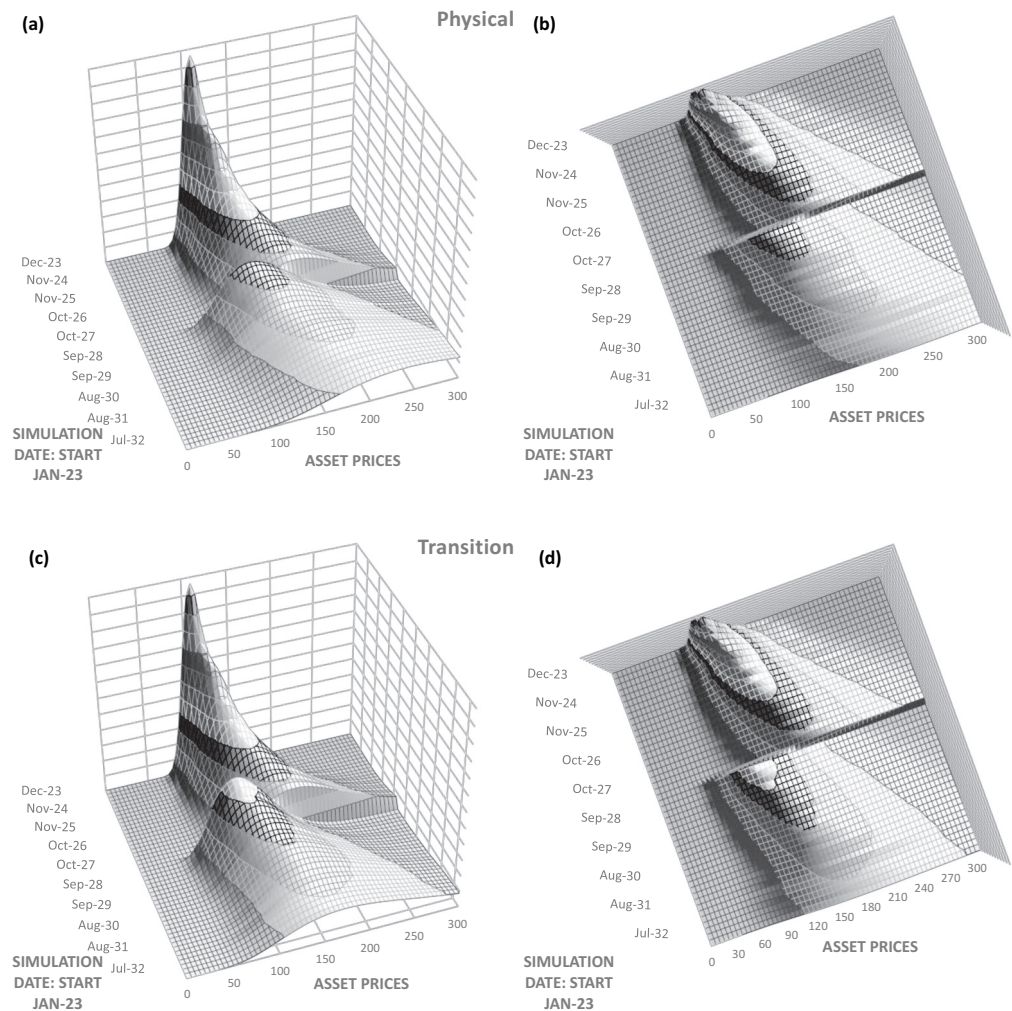 (a)
Physical
(b)
Dec-23
Nov-24
Nov-25
Oct-26
Oct-27
Sep-28
Sep-29
Aug-30
Aug-31
Jul-32
SIMULATION
DATE: START
JAN-23
0
50
100
150
200
250
300
ASSET PRICES
Dec-23
Nov-24
Nov-25
Oct-26
Oct-27
Sep-28
Sep-29
Aug-30
Aug-31
Jul-32
SIMULATION
DATE: START
JAN-23
0
50
100
150
200
250
300
ASSET PRICES
(c)
Transition
(d)
Dec-23
Nov-24
Nov-25
Oct-26
Oct-27
Sep-28
Sep-29
Aug-30
Aug-31
Jul-32
SIMULATION
DATE: START
JAN-23
0
50
100
150
200
250
300
ASSET PRICES
Dec-23
Nov-24
Nov-25
Oct-26
Oct-27
Sep-28
Sep-29
Aug-30
Aug-31
Jul-32
SIMULATION
DATE: START
JAN-23
0
30
60
90
120
150
180
210
240
270
300
ASSET PRICES